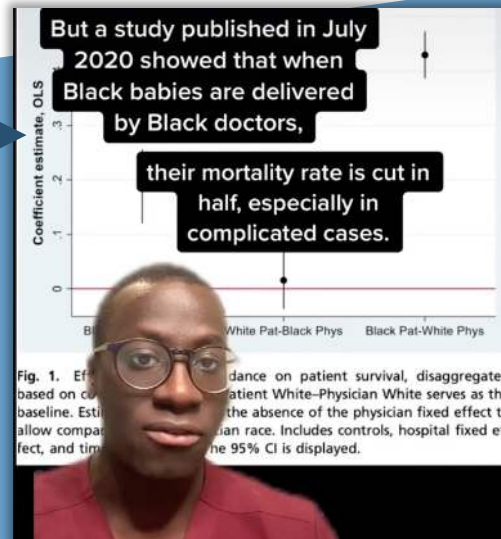 But a study published in July
2020 showed that when
Black babies are delivered
by Black doctors,
their mortality rate is cut in
half, especially in
complicated cases.
Coefficient estimate, OLS
.3
.2
.1
0
White Pat-Black Phys Black Pat-White Phys
Fig. 1. dance on patient survival, disaggregate
based on atient White–Physician White serves as th
baseline. the absence of the physician fixed effect t
allow ian race. Includes controls, hospital fixed e
fect, and he 95% CI is displayed.